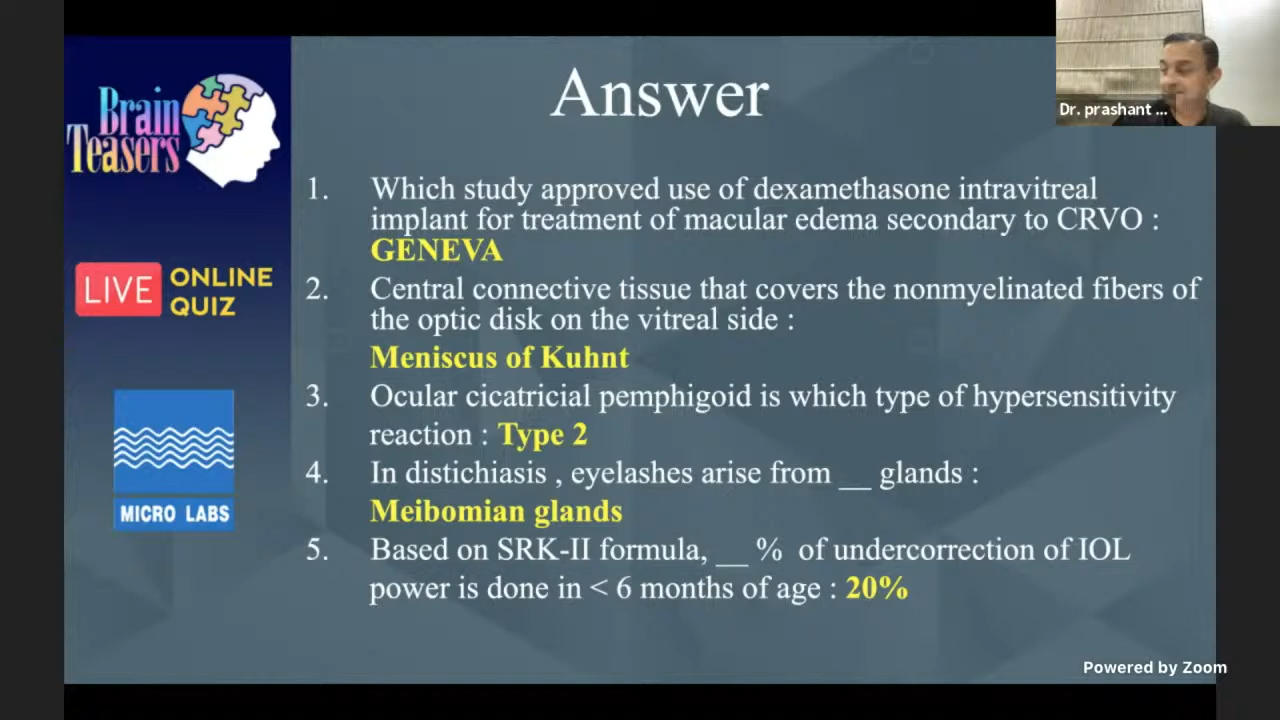 Brain
Teasers
LIVE ONLINE
QUIZ
MICRO LABS
Answer
Dr. prashant ...
1. Which study approved use of dexamethasone intravitreal
implant for treatment of macular edema secondary to CRVO :
GENEVA
2. Central connective tissue that covers the nonmyelinated fibers of
the optic disk on the vitreal side :
Meniscus of Kuhnt
3. Ocular cicatricial pemphigoid is which type of hypersensitivity
reaction : Type 2
4. In distichiasis , eyelashes arise from __ glands :
Meibomian glands
5. Based on SRK-II formula, __ % of undercorrection of IOL
power is done in < 6 months of age : 20%
Powered by Zoom